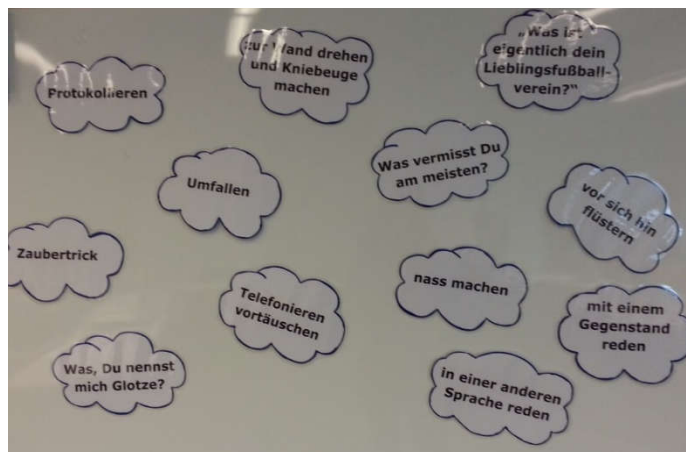 Protokollieren
zur Wand drehen
und Kniebeuge
machen
„Was ist
eigentlich dein
Lieblingsfußball-
verein?“
Umfallen
Was vermisst Du
am meisten?
vor sich hin
flüstern
Zaubertrick
Telefonieren
vortäuschen
nass machen
mit einem
Gegenstand
reden
Was, Du nennst
mich Glotze?
in einer anderen
Sprache reden